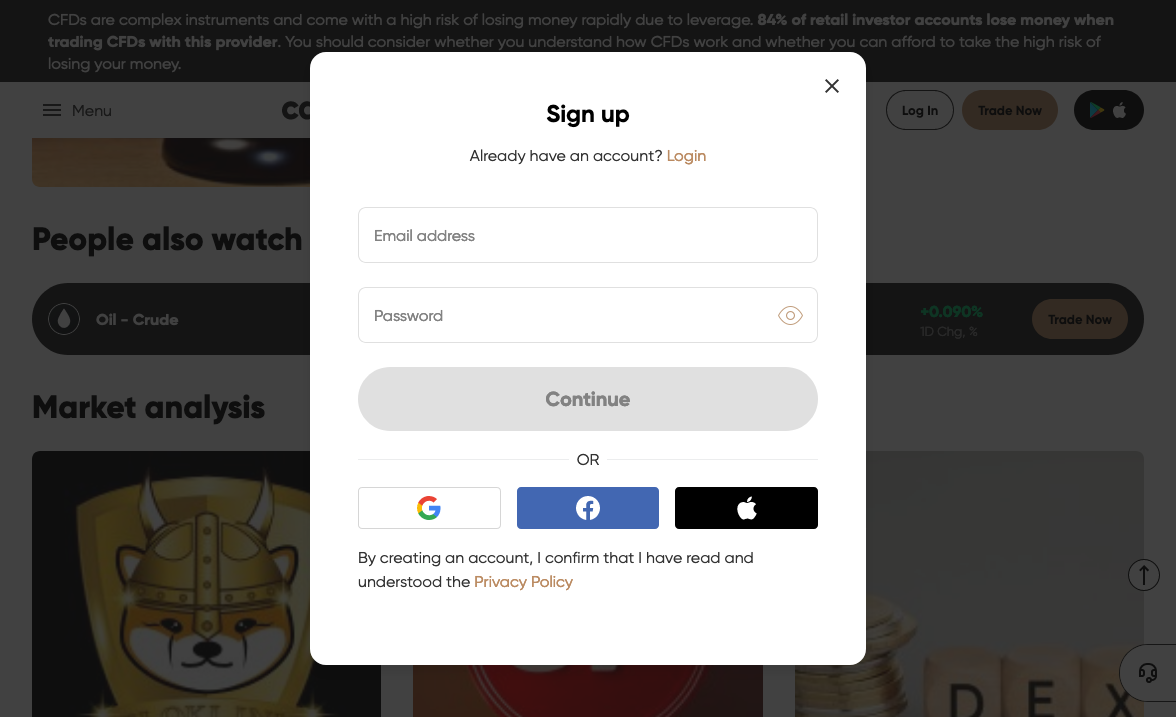 CFDs are complex instruments and come with a high risk of losing money rapidly due to leverage. 84% of retail investor accounts lose money when
trading CFDs with this provider. You should consider whether you understand how CFDs work and whether you can afford to take the high risk of
losing your money.
Menu
Log In
Trade Now
Sign up
Already have an account? Login
Email address
People also watch
Password
Oil - Crude
+0.090%
1D Chg, %
Trade Now
Continue
Market analysis
OR
By creating an account, I confirm that I have read and
understood the Privacy Policy
DEX